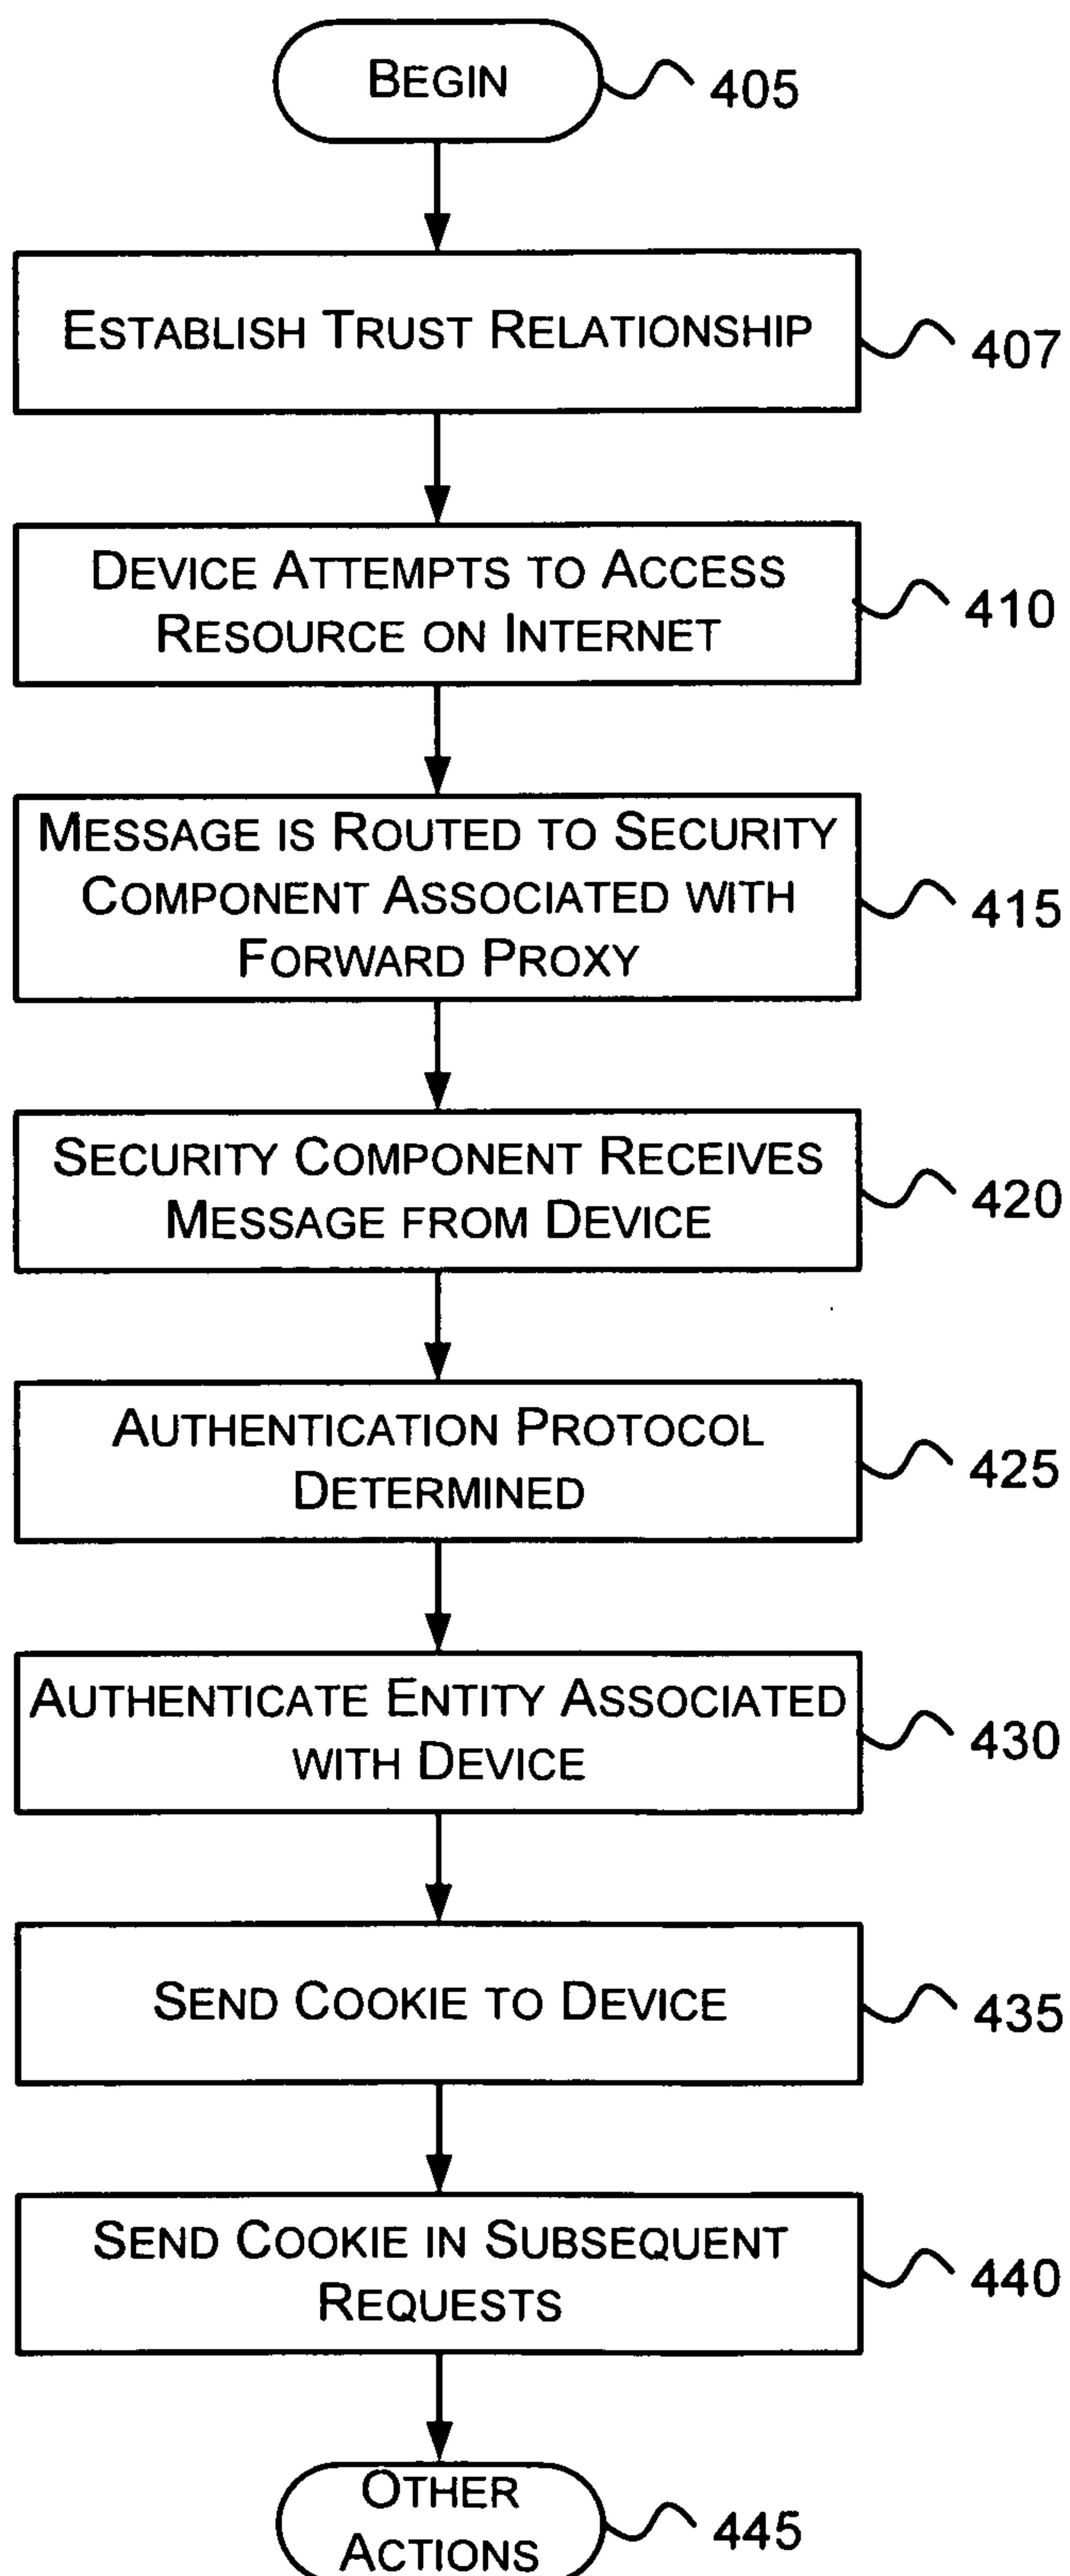 BEGIN
405
ESTABLISH TRUST RELATIONSHIP
407
DEVICE ATTEMPTS TO ACCESS
RESOURCE ON INTERNET
410
MESSAGE IS ROUTED TO SECURITY
COMPONENT ASSOCIATED WITH
FORWARD PROXY
415
SECURITY COMPONENT RECEIVES
MESSAGE FROM DEVICE
420
AUTHENTICATION PROTOCOL
DETERMINED
425
AUTHENTICATE ENTITY ASSOCIATED
WITH DEVICE
430
SEND COOKIE TO DEVICE
435
SEND COOKIE IN SUBSEQUENT
REQUESTS
440
OTHER
ACTIONS
445